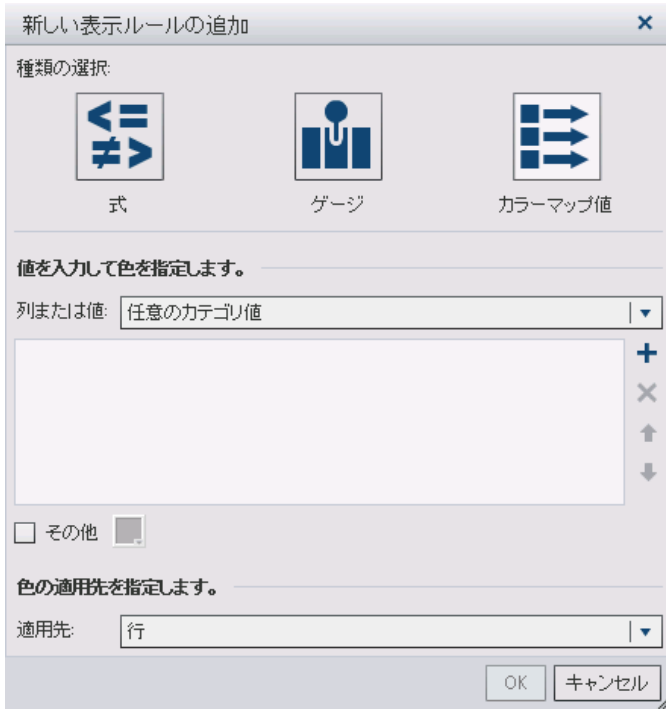 新しい表示ルールの追加
種類の選択:
式
ゲージ
カラーマップ値
値を入力して色を指定します。
列または値: 任意のカテゴリ値
その他
色の適用先を指定します。
適用先: 行
OK キャンセル